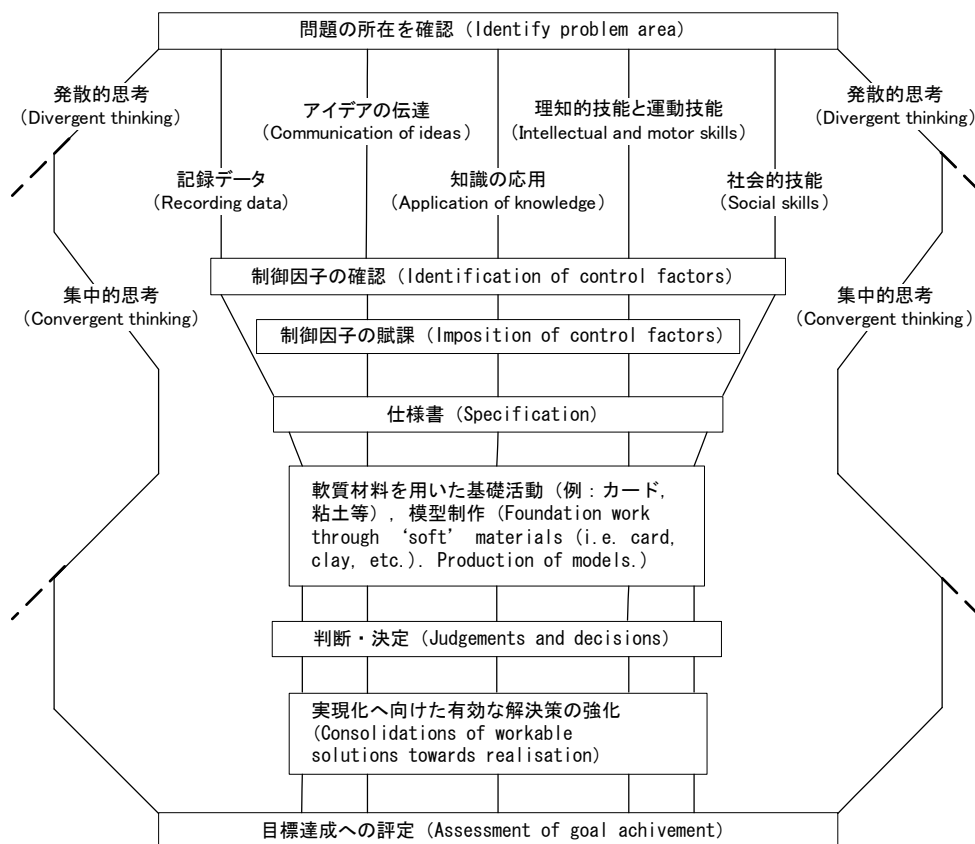 問題の所在を確認（Identify problem area）
発散的思考
（Divergent thinking）
アイデアの伝達
（Communication of ideas）
理知的技能と運動技能
（Intellectual and motor skills）
発散的思考
（Divergent thinking）
記録データ
（Recording data）
知識の応用
（Application of knowledge）
社会的技能
（Social skills）
制御因子の確認（Identification of control factors）
集中的思考
（Convergent thinking）
集中的思考
（Convergent thinking）
制御因子の賦課（Imposition of control factors）
仕様書（Specification）
軟質材料を用いた基礎活動（例：カード，
粘土等），模型制作（Foundation work
through ‘soft’ materials（i.e. card,
clay, etc.）. Production of models.）
判断・決定（Judgements and decisions）
実現化へ向けた有効な解決策の強化
（Consolidations of workable
solutions towards realisation）
目標達成への評定（Assessment of goal achivement）